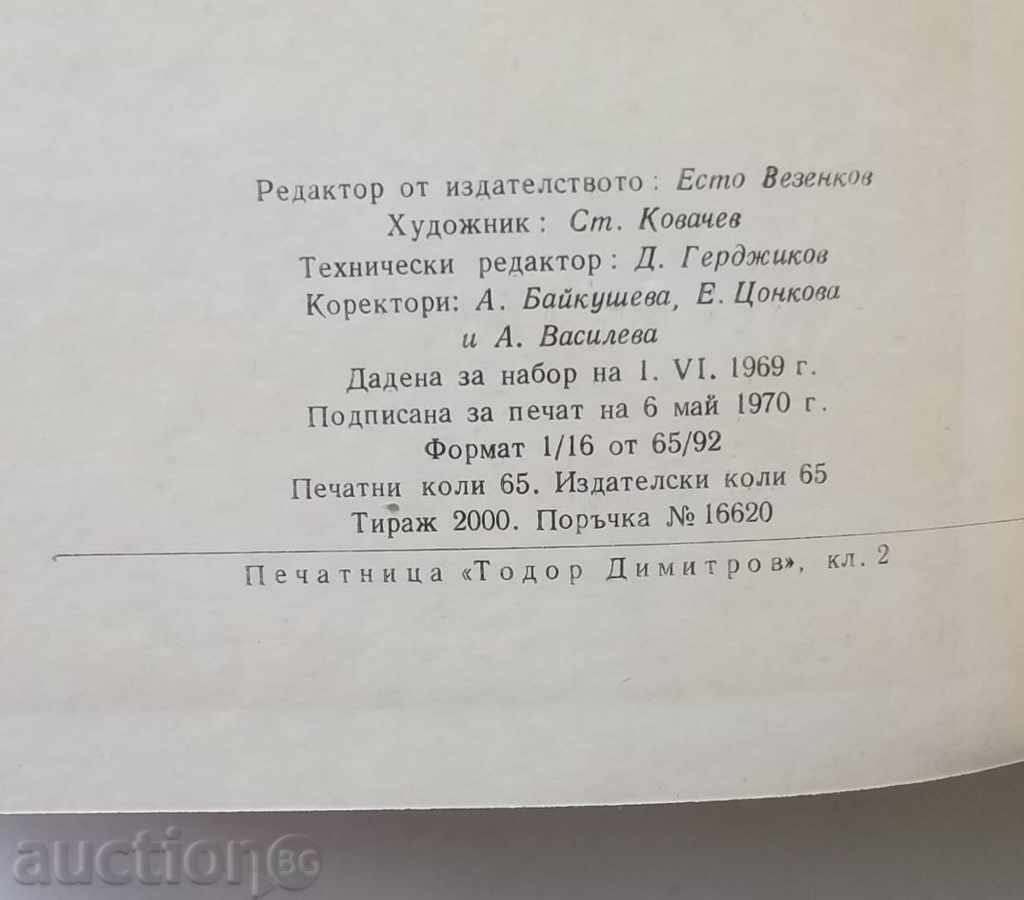 Редактор от издателството: Есто Везенков
Художник: Ст. Ковачев
Технически редактор: Д. Герджиков
Коректори: А. Байкушева, Е. Цонкова
и А. Василева
Дадена за набор на 1. VI. 1969 г.
Подписана за печат на 6 май 1970 г.
Формат 1/16 от 65/92
Печатни коли 65. Издателски коли 65
Тираж 2000. Поръчка № 16620
Печатница «Тодор Димитров», кл. 2
auction BG